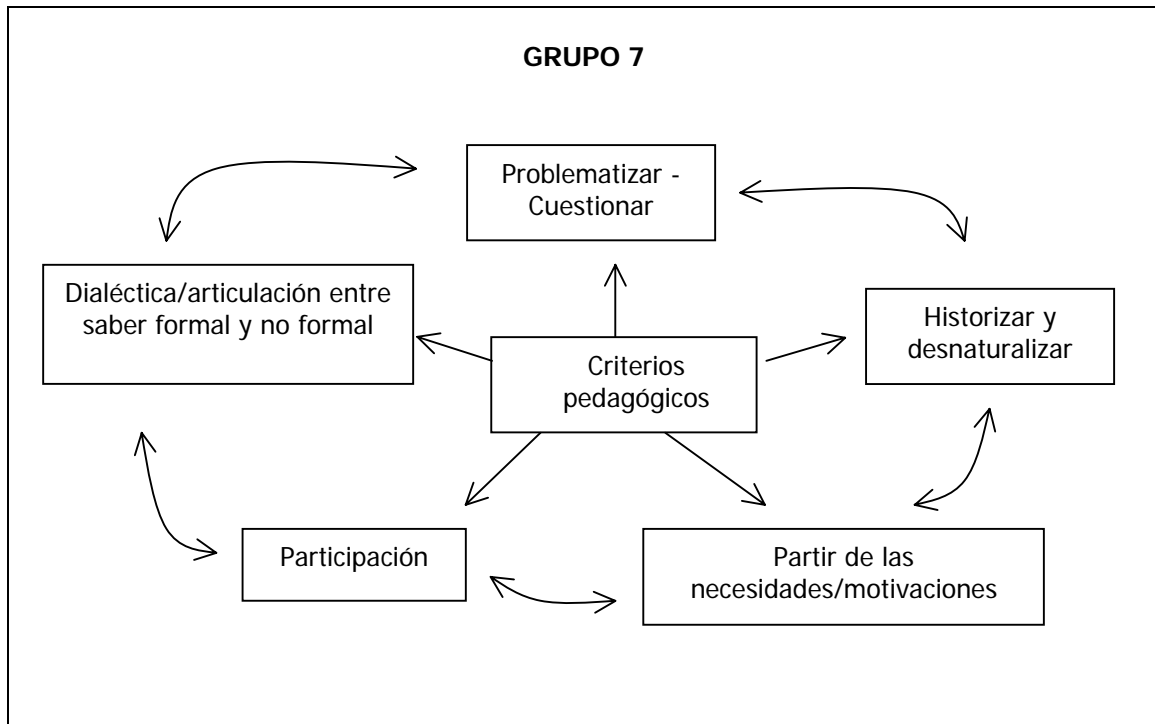 GRUPO 7
Problematizar -
Cuestionar
Dialéctica/articulación entre
saber formal y no formal
Historizar y
desnaturalizar
Criterios
pedagógicos
Participación
Partir de las
necesidades/motivaciones